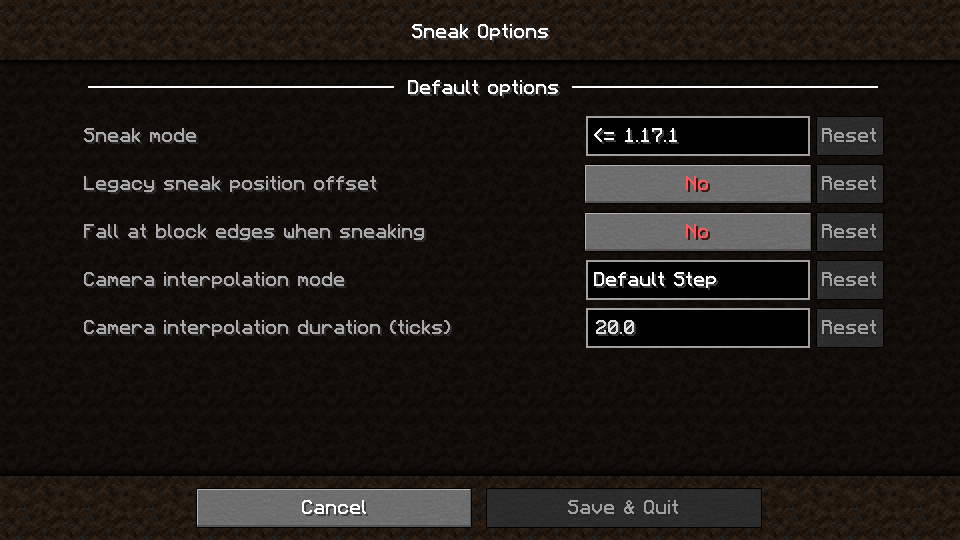 Sneak Options
Default options
Sneak mode <= 1.17.1 Reset
Legacy sneak position offset No Reset
Fall at block edges when sneaking No Reset
Camera interpolation mode Default Step Reset
Camera interpolation duration (ticks) 20.0 Reset
Cancel Save & Quit